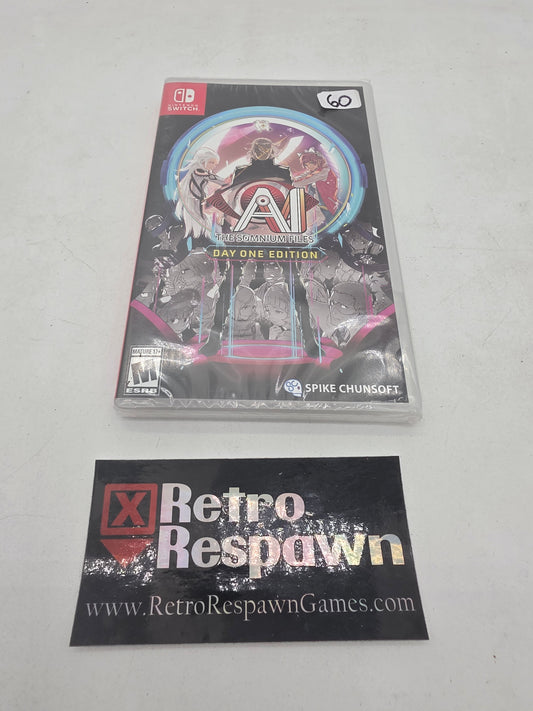 NINTENDO
SWITCH
60
AI
THE SOMNIUM FILES
DAY ONE EDITION
MATURE 17+
M
ESRB
SPIKE CHUNSOFT
X Retro
Respawn
www.RetroRespawnGames.com